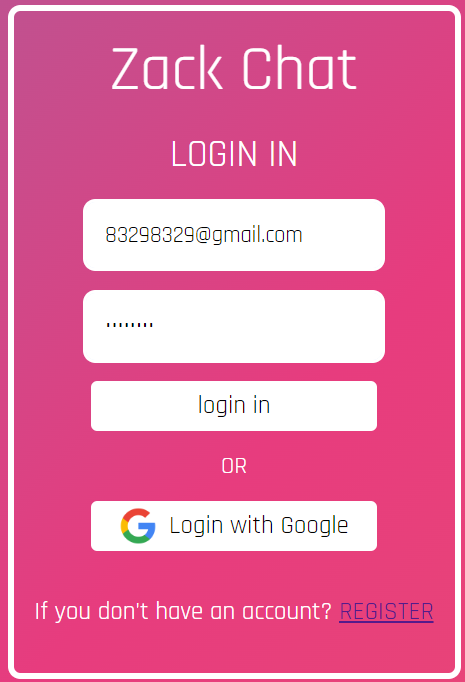 Zack Chat
LOGIN IN
83298329@gmail.com
........
login in
OR
Login with Google
If you don't have an account? REGISTER